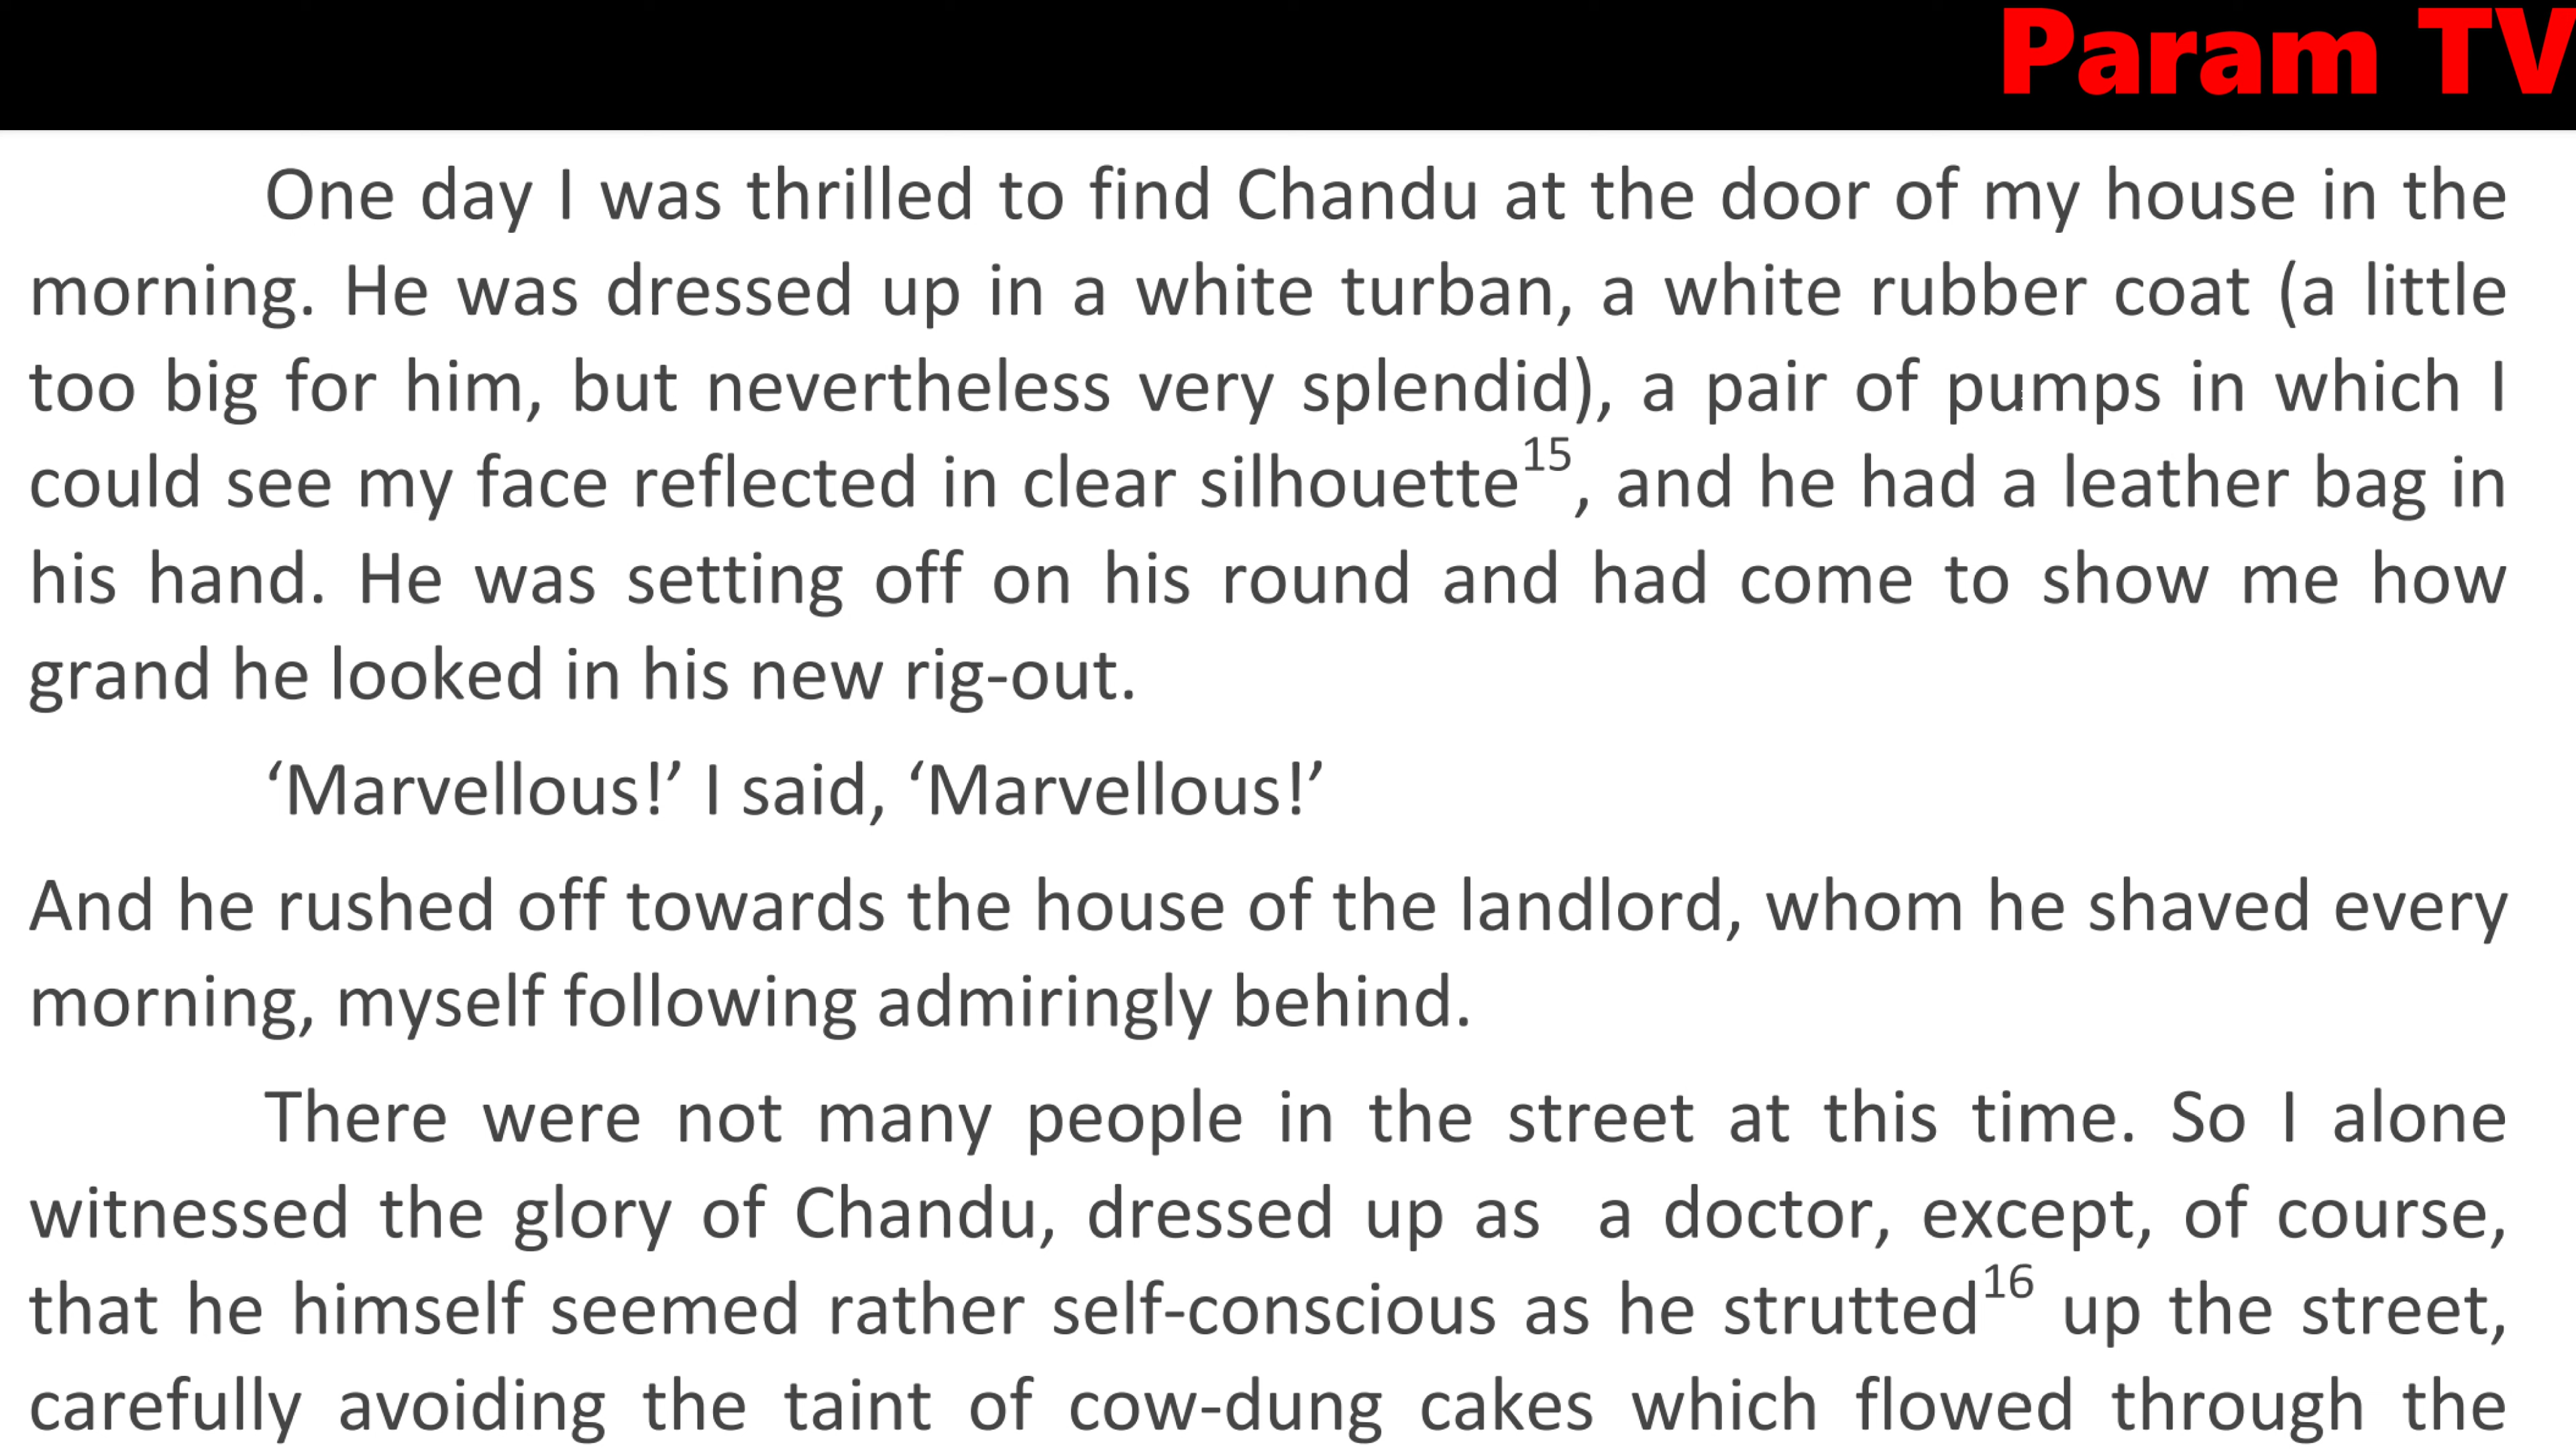 Param TV
One day I was thrilled to find Chandu at the door of my house in the
morning. He was dressed up in a white turban, a white rubber coat (a little
too big for him, but nevertheless very splendid), a pair of pumps in which I
could see my face reflected in clear silhouette15, and he had a leather bag in
his hand. He was setting off on his round and had come to show me how
grand he looked in his new rig-out.
‘Marvellous!’ I said, ‘Marvellous!’
And he rushed off towards the house of the landlord, whom he shaved every
morning, myself following admiringly behind.
There were not many people in the street at this time. So I alone
witnessed the glory of Chandu, dressed up as a doctor, except, of course,
that he himself seemed rather self-conscious as he strutted16 up the street,
carefully avoiding the taint of cow-dung cakes which flowed through the